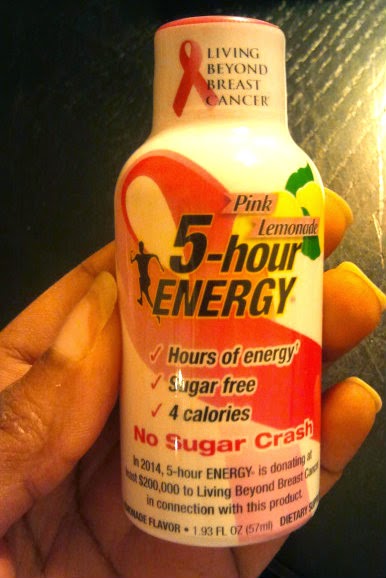 LIVING
BEYOND
BREAST
CANCER®
Pink
Lemonade
5-hour
ENERGY®
✓ Hours of energy†
✓ Sugar free
✓ 4 calories
No Sugar Crash
In 2014, 5-hour ENERGY® is donating at
least $200,000 to Living Beyond Breast Cancer
in connection with this product.
FLAVOR • 1.93 FL OZ (57ml) DIETARY